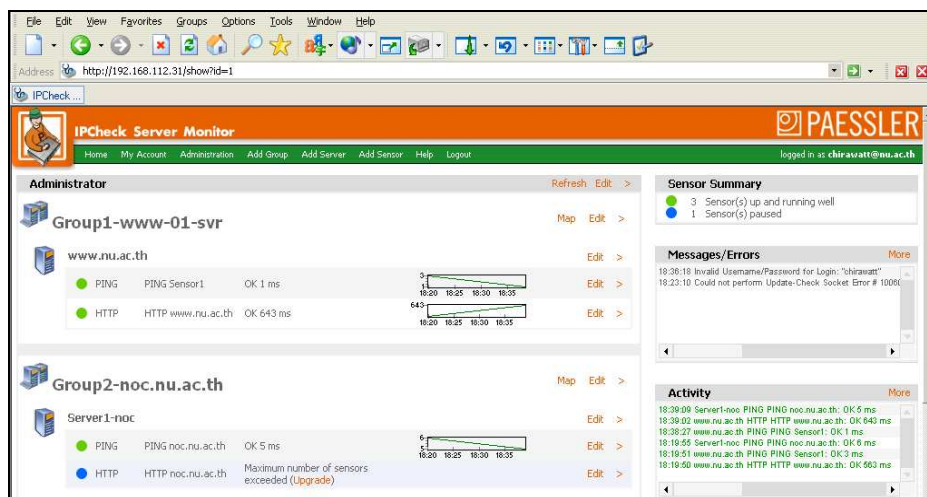 File Edit View Favorites Groups Options Tools Window Help
Address http://192.168.112.31/show?id=1
IPCheck ...
IPCheck Server Monitor
PAESSLER
Home My Account Administration Add Group Add Server Add Sensor Help Logout
logged in as chirawatt@nu.ac.th
Administrator
Refresh Edit >
Group1-www-01-svr
Map Edit >
www.nu.ac.th
Edit >
PING PING Sensor1 OK 1 ms
3
1
18:20 18:25 18:30 18:35
Edit >
HTTP HTTP www.nu.ac.th OK 643 ms
643
18:20 18:25 18:30 18:35
Edit >
Group2-noc.nu.ac.th
Map Edit >
Server1-noc
Edit >
PING PING noc.nu.ac.th OK 5 ms
6
5
18:20 18:25 18:30 18:35
Edit >
HTTP HTTP noc.nu.ac.th Maximum number of sensors
exceeded (Upgrade)
Edit >
Sensor Summary
3 Sensor(s) up and running well
1 Sensor(s) paused
Messages/Errors More
18:36:18 Invalid Username/Password for Login: "chirawatt"
18:23:10 Could not perform Update-Check Socket Error #
Activity More
18:39:09 Server1-noc PING PING noc.nu.ac.th: OK 5 ms
18:39:02 www.nu.ac.th HTTP HTTP www.nu.ac.th: OK 643 ms
18:38:27 www.nu.ac.th PING PING Sensor1: OK 1 ms
18:19:55 Server1-noc PING PING noc.nu.ac.th: OK 6 ms
18:19:51 www.nu.ac.th PING PING Sensor1: OK 3 ms
18:19:50 www.nu.ac.th HTTP HTTP www.nu.ac.th: OK 563 ms